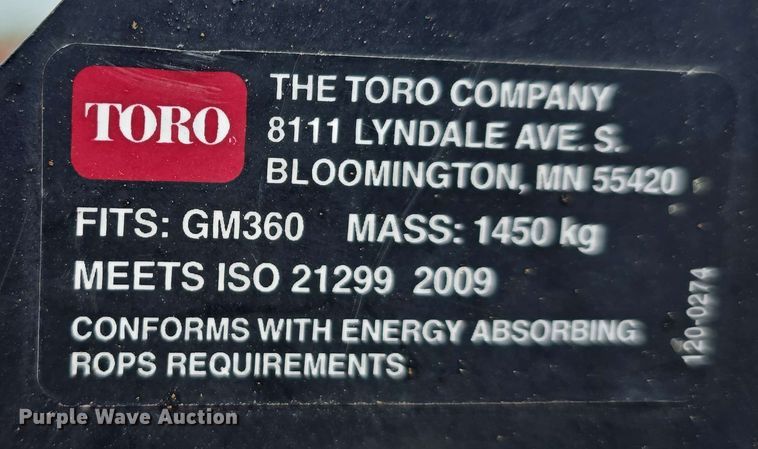 TORO
THE TORO COMPANY
8111 LYNDALE AVE. S.
BLOOMINGTON, MN 55420
FITS: GM360 MASS: 1450 kg
MEETS ISO 21299 2009
CONFORMS WITH ENERGY ABSORBING
ROPS REQUIREMENTS
120-0274
Purple Wave Auction